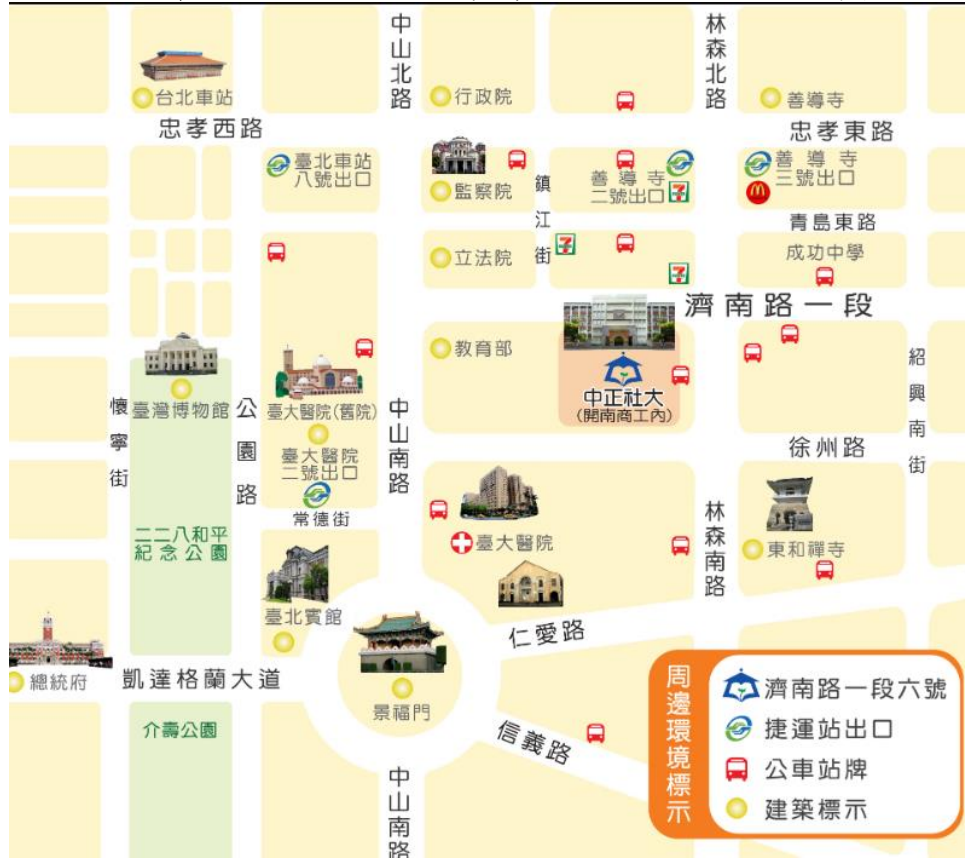 中山北路
林森北路
台北車站
行政院
善導寺
忠孝西路
忠孝東路
臺北車站
八號出口
監察院
鎮江街
善導寺
二號出口
善導寺
三號出口
青島東路
立法院
成功中學
濟南路一段
教育部
中正社大
(開南商工內)
紹興南街
臺灣博物館
懷寧街
公園路
臺大醫院(舊院)
臺大醫院
二號出口
中山南路
徐州路
常德街
二二八和平
紀念公園
臺大醫院
林森南路
東和禪寺
臺北賓館
仁愛路
總統府
凱達格蘭大道
景福門
介壽公園
信義路
中山南路
周邊環境標示
濟南路一段六號
捷運站出口
公車站牌
建築標示